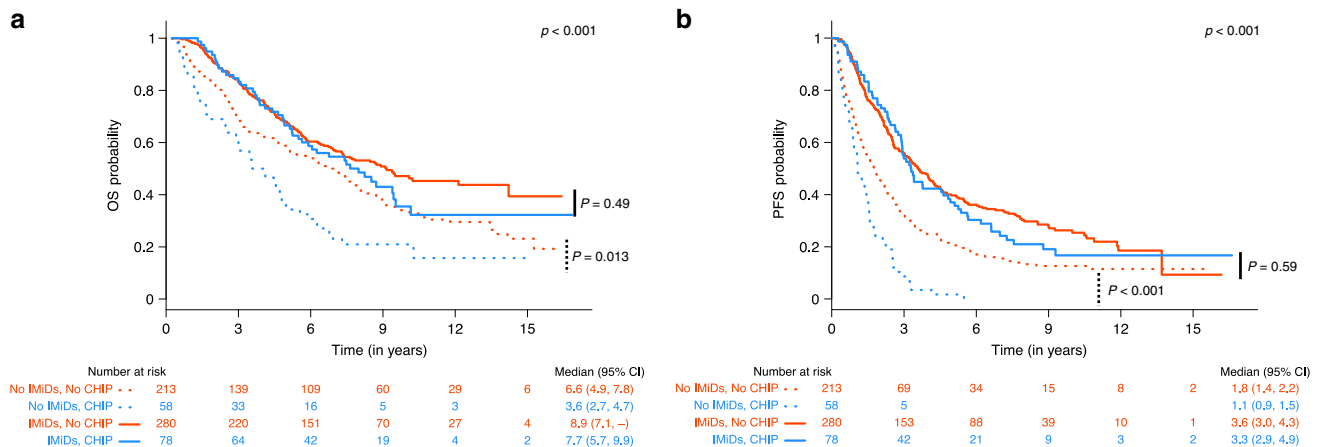 a
p < 0.001
OS probability
1
0.8
0.6
0.4
0.2
0
P = 0.49
P = 0.013
0 3 6 9 12 15
Time (in years)
Number at risk Median (95% CI)
No IMiDs, No CHIP 213 139 109 60 29 6 6.6 (4.9, 7.8)
No IMiDs, CHIP 58 33 16 5 3 3.6 (2.7, 4.7)
IMiDs, No CHIP 280 220 151 70 27 4 8.9 (7.1, –)
IMiDs, CHIP 78 64 42 19 4 2 7.7 (5.7, 9.9)
b
p < 0.001
PFS probability
1
0.8
0.6
0.4
0.2
0
P = 0.59
P < 0.001
0 3 6 9 12 15
Time (in years)
Number at risk Median (95% CI)
No IMiDs, No CHIP 213 69 34 15 8 2 1.8 (1.4, 2.2)
No IMiDs, CHIP 58 5 1.1 (0.9, 1.5)
IMiDs, No CHIP 280 153 88 39 10 1 3.6 (3.0, 4.3)
IMiDs, CHIP 78 42 21 9 3 2 3.3 (2.9, 4.9)